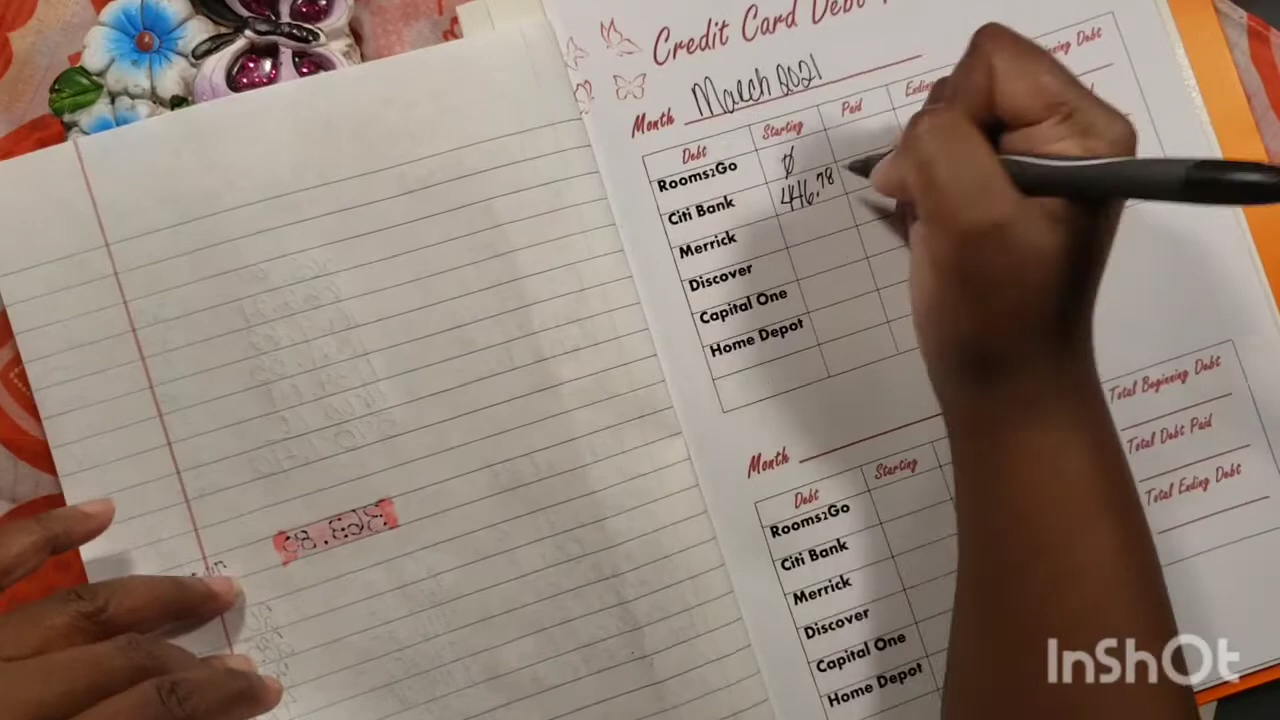 Credit Card Debt
Month March 2021
Debt Starting Paid
Rooms2Go 0
Citi Bank 446.78
Merrick
Discover
Capital One
Home Depot
Debt
Total Beginning Debt
Total Debt Paid
Total Ending Debt
Month
Debt Starting
Rooms2Go
Citi Bank
Merrick
Discover
Capital One
Home Depot
InShOt